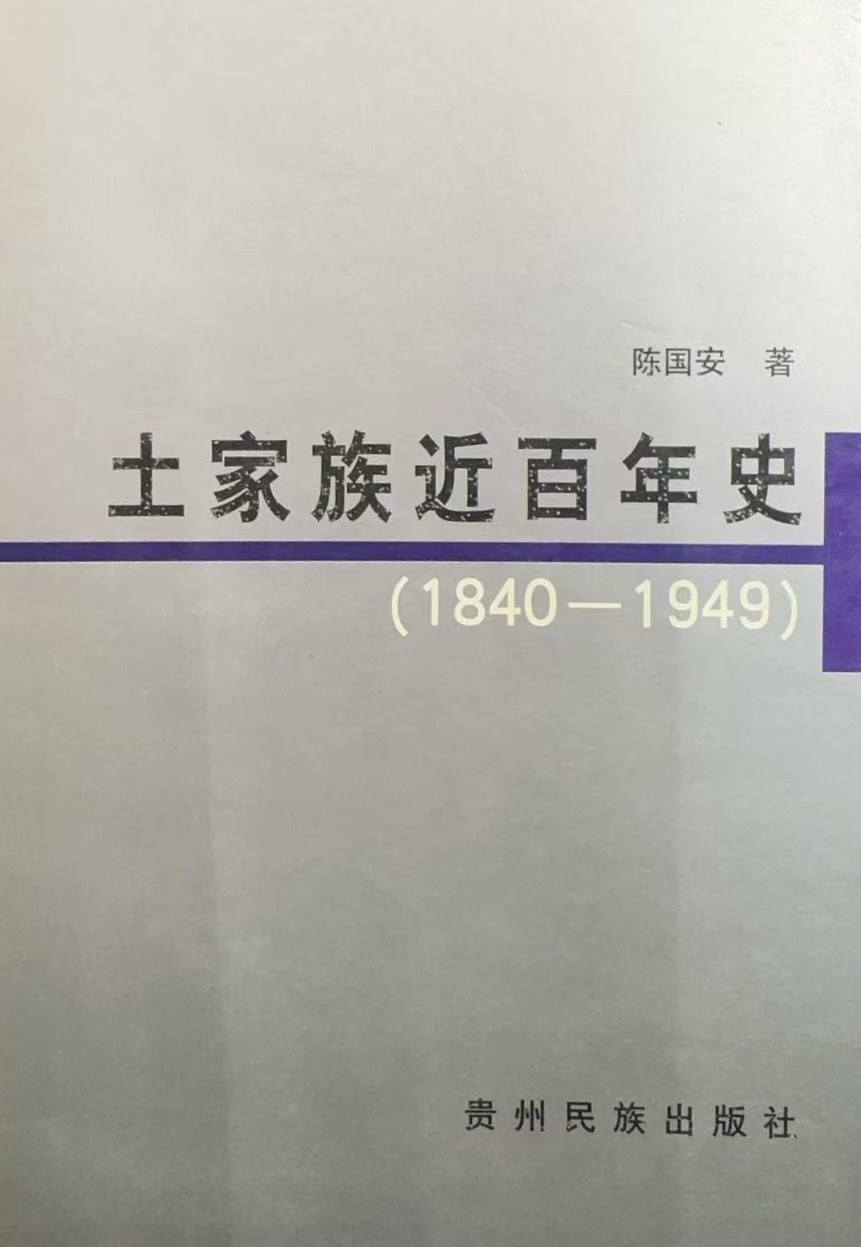 陈国安 著
土家族近百年史
(1840—1949)
贵州民族出版社